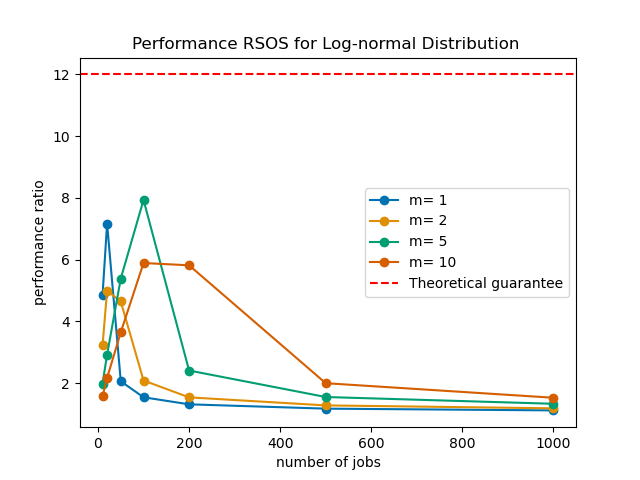 Performance RSOS for Log-normal Distribution
12
10
8
6
4
2
performance ratio
m= 1
m= 2
m= 5
m= 10
Theoretical guarantee
0
200
400
600
800
1000
number of jobs